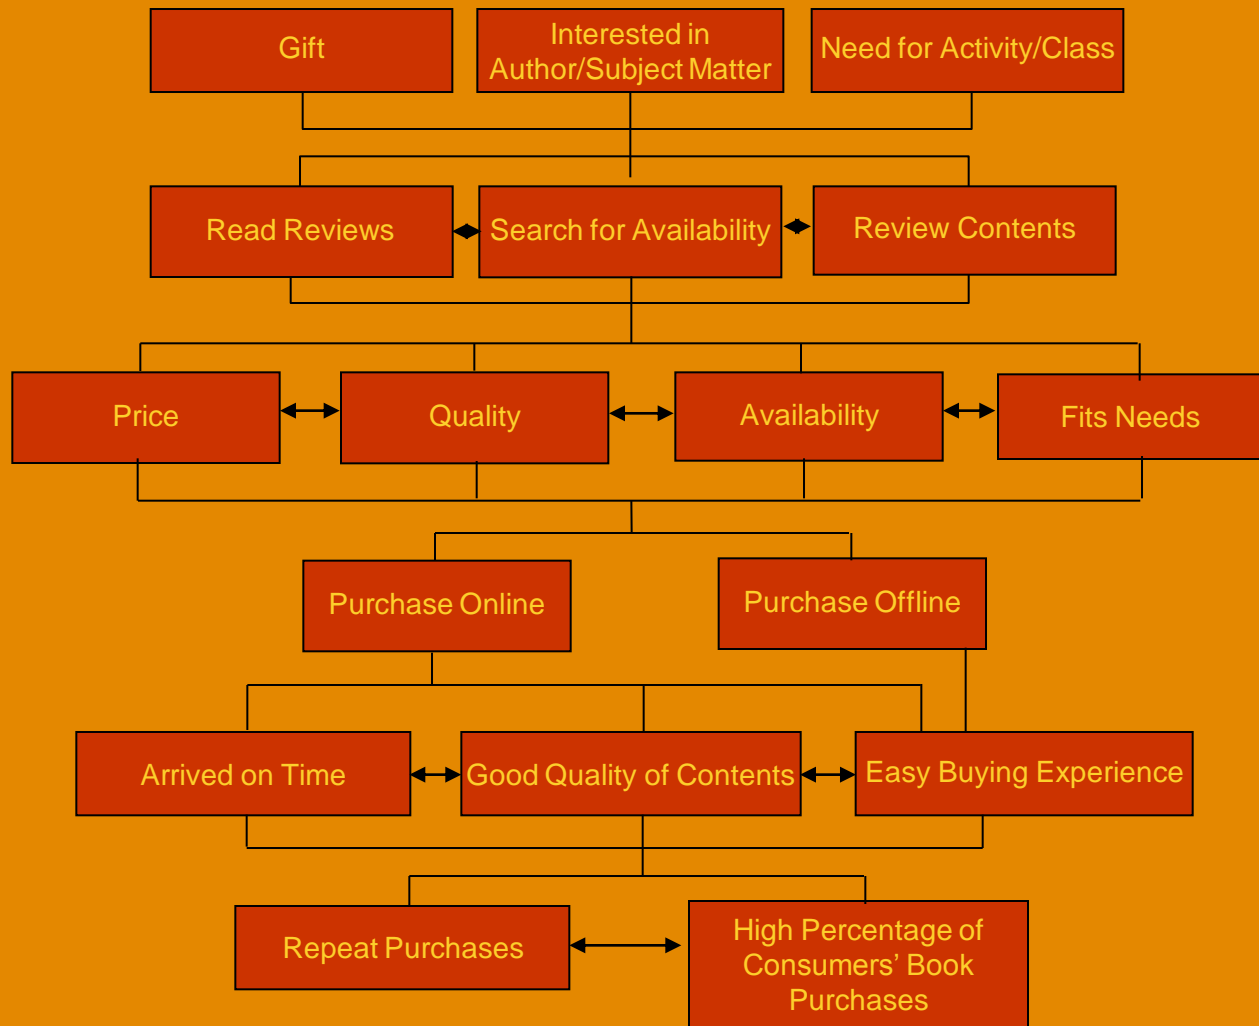 Gift
Interested in
Author/Subject Matter
Need for Activity/Class
Read Reviews
Search for Availability
Review Contents
Price
Quality
Availability
Fits Needs
Purchase Online
Purchase Offline
Arrived on Time
Good Quality of Contents
Easy Buying Experience
Repeat Purchases
High Percentage of
Consumers’ Book
Purchases